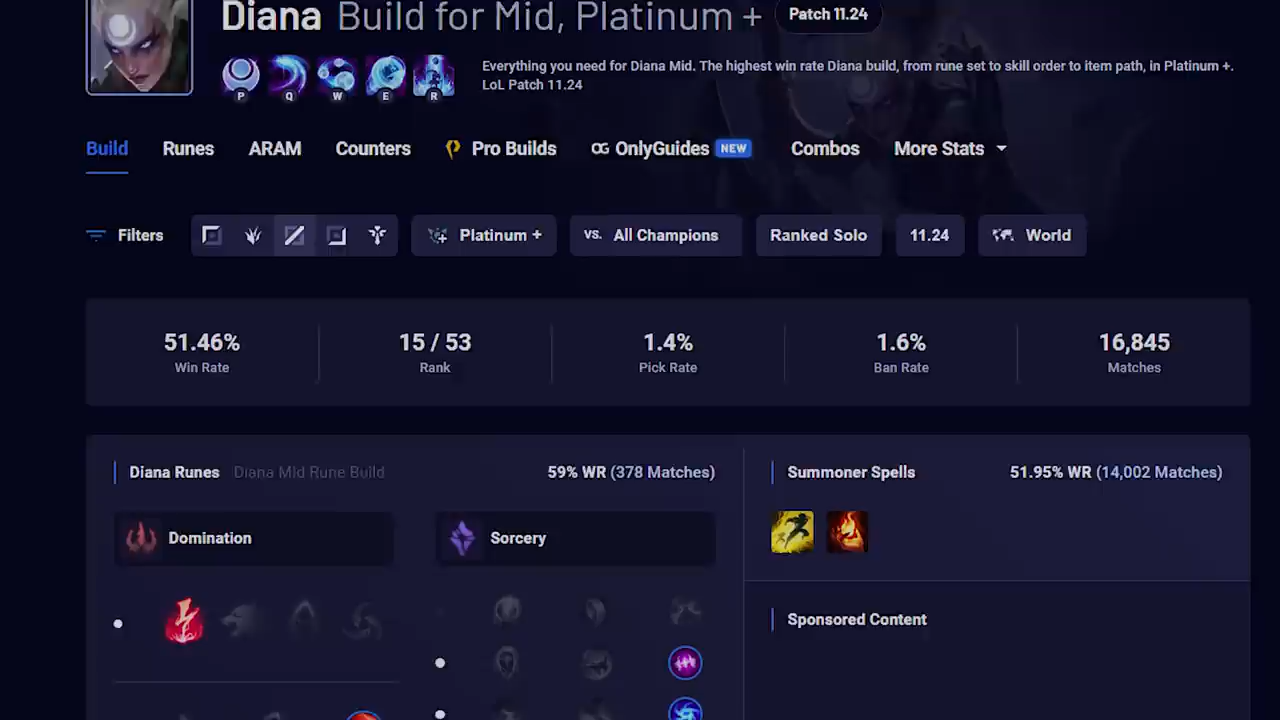 Diana Build for Mid, Platinum + Patch 11.24
P Q W E R
Everything you need for Diana Mid. The highest win rate Diana build, from rune set to skill order to item path, in Platinum +.
LoL Patch 11.24
Build Runes ARAM Counters Pro Builds OG OnlyGuides NEW Combos More Stats
Filters Platinum + VS. All Champions Ranked Solo 11.24 World
51.46% 15 / 53 1.4% 1.6% 16,845
Win Rate Rank Pick Rate Ban Rate Matches
Diana Runes Diana Mid Rune Build 59% WR (378 Matches) Summoner Spells 51.95% WR (14,002 Matches)
Domination Sorcery
Sponsored Content